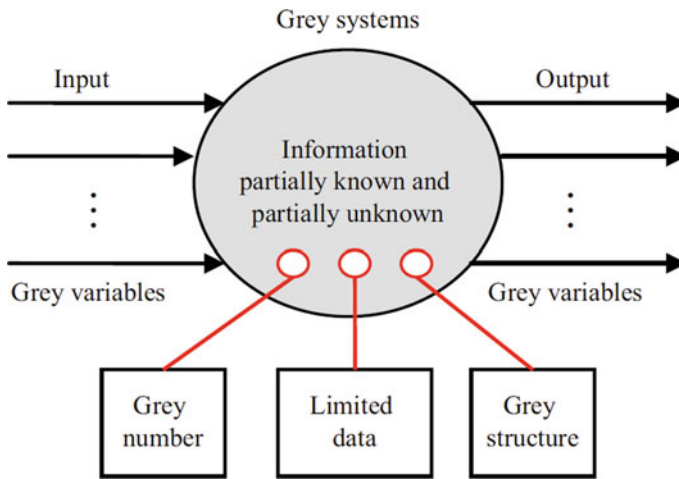 Grey systems
Input
Output
Information
partially known and
partially unknown
Grey variables
Grey variables
Grey
number
Limited
data
Grey
structure